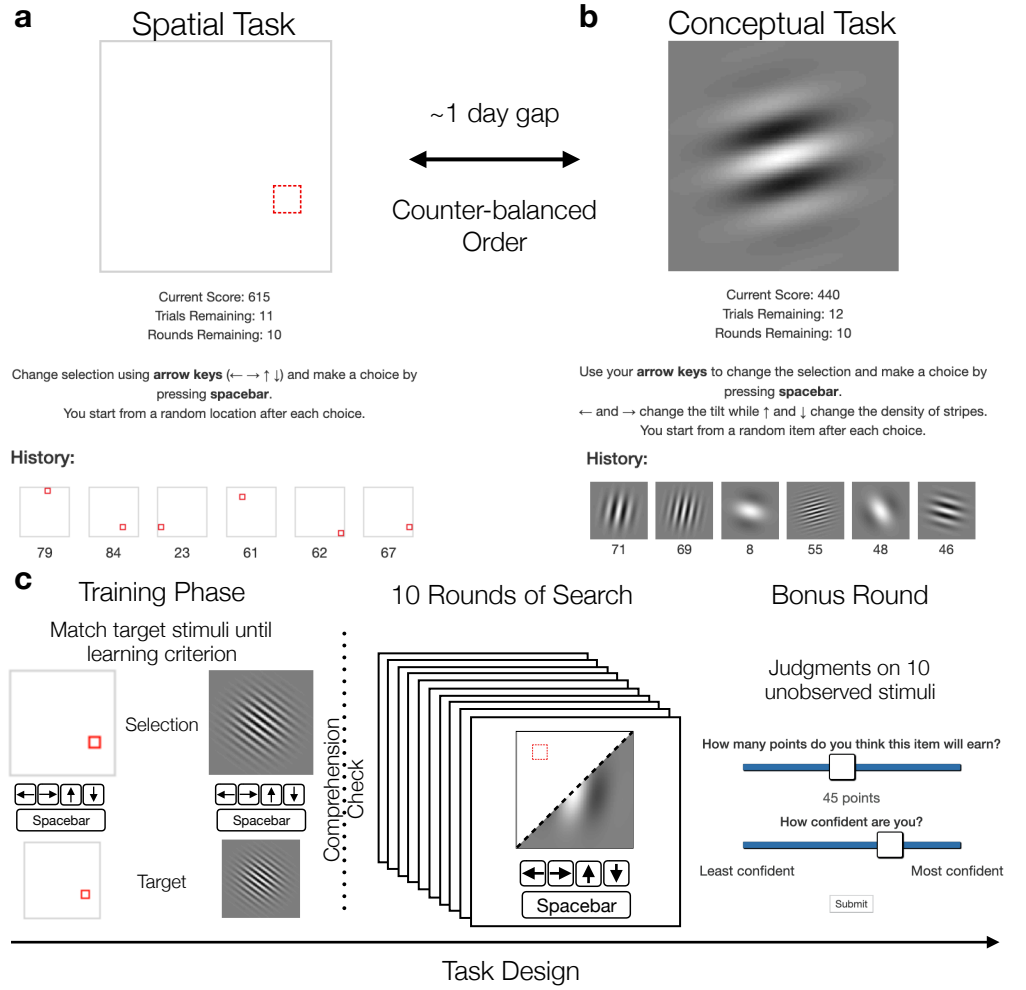 a
Spatial Task
~1 day gap
Counter-balanced
Order
b
Conceptual Task
Current Score: 615
Trials Remaining: 11
Rounds Remaining: 10
Change selection using arrow keys (← → ↑ ↓) and make a choice by
pressing spacebar.
You start from a random location after each choice.
History:
79 84 23 61 62 67
Current Score: 440
Trials Remaining: 12
Rounds Remaining: 10
Use your arrow keys to change the selection and make a choice by
pressing spacebar.
← and → change the tilt while ↑ and ↓ change the density of stripes.
You start from a random item after each choice.
History:
71 69 8 55 48 46
c
Training Phase
Match target stimuli until
learning criterion
Selection
← → ↑ ↓
Spacebar
← → ↑ ↓
Spacebar
Target
Comprehension
Check
10 Rounds of Search
← → ↑ ↓
Spacebar
Bonus Round
Judgments on 10
unobserved stimuli
How many points do you think this item will earn?
45 points
How confident are you?
Least confident Most confident
Submit
Task Design